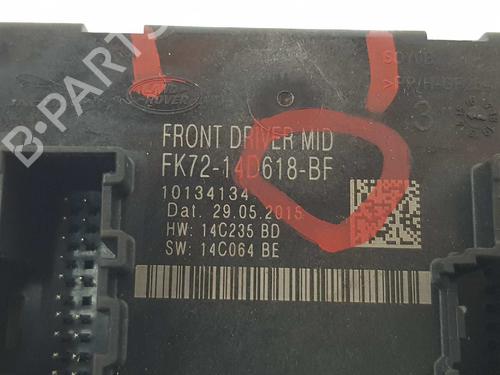 LAND
ROVER
3
FRONT DRIVER MID
FK72-14D618-BF
10134134
Dat. 29.05.2015
HW: 14C235 BD
SW: 14C064 BE